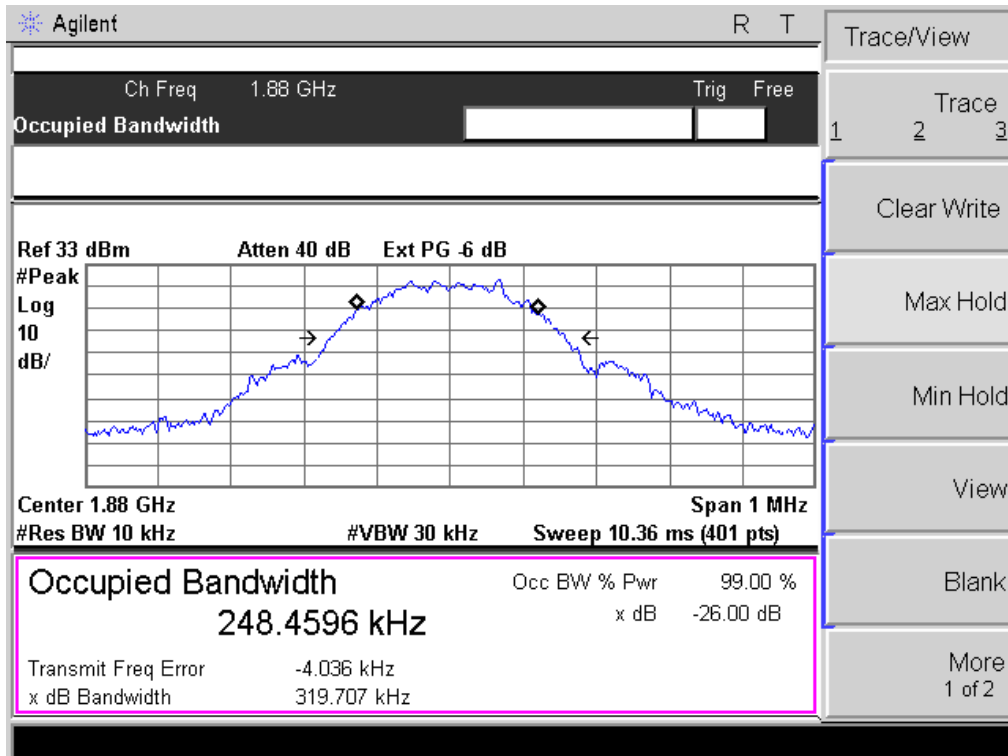 Agilent R T
Ch Freq 1.88 GHz Trig Free
Occupied Bandwidth
Ref 33 dBm Atten 40 dB Ext PG -6 dB
#Peak
Log
10
dB/
Center 1.88 GHz Span 1 MHz
#Res BW 10 kHz #VBW 30 kHz Sweep 10.36 ms (401 pts)
Occupied Bandwidth Occ BW % Pwr 99.00 %
248.4596 kHz x dB -26.00 dB
Transmit Freq Error -4.036 kHz
x dB Bandwidth 319.707 kHz
Trace/View
Trace
1 2 3
Clear Write
Max Hold
Min Hold
View
Blank
More
1 of 2